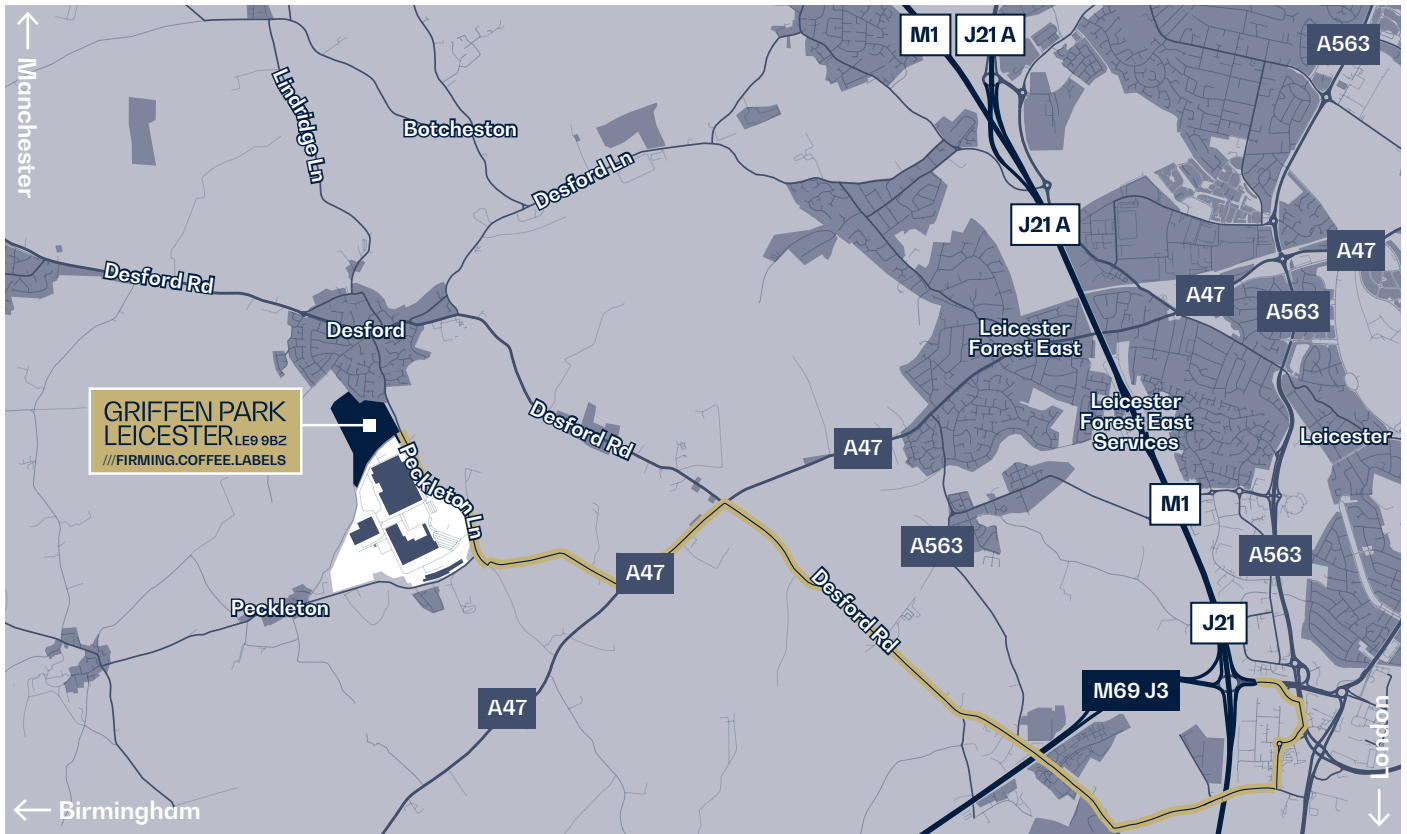 M1
J21 A
A563
Manchester
Lindridge Ln
Botcheston
Desford Ln
J21 A
A47
Desford Rd
A47
A563
Desford
Leicester
Forest East
GRIFFEN PARK
LEICESTER LE9 9BZ
///FIRMING.COFFEE.LABELS
Desford Rd
Leicester
Forest East
Services
Leicester
A47
Peckleton Ln
M1
A563
A563
A47
Desford Rd
Peckleton
J21
M69 J3
A47
London
Birmingham